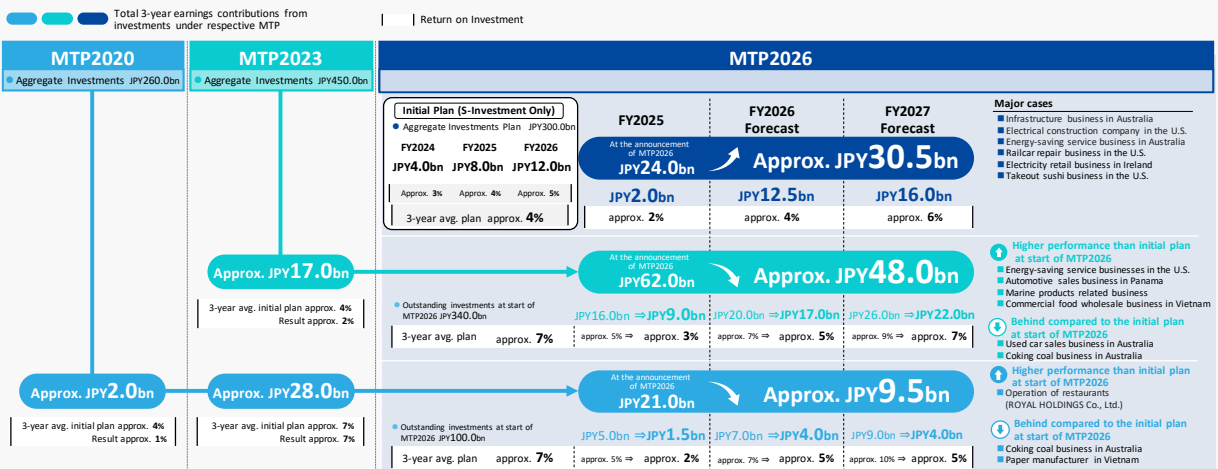 Total 3-year earnings contributions from
investments under respective MTP
Return on Investment
MTP2020
Aggregate Investments JPY260.0bn
MTP2023
Aggregate Investments JPY450.0bn
MTP2026
Initial Plan (S-Investment Only)
Aggregate Investments Plan JPY300.0bn
FY2024 FY2025 FY2026
JPY4.0bn JPY8.0bn JPY12.0bn
Approx. 3% Approx. 4% Approx. 5%
3-year avg. plan approx. 4%
FY2025
FY2026
Forecast
FY2027
Forecast
At the announcement
of MTP2026
JPY24.0bn
Approx. JPY30.5bn
JPY2.0bn JPY12.5bn JPY16.0bn
approx. 2% approx. 4% approx. 6%
Major cases
Infrastructure business in Australia
Electrical construction company in the U.S.
Energy-saving service business in Australia
Railcar repair business in the U.S.
Electricity retail business in Ireland
Takeout sushi business in the U.S.
Approx. JPY17.0bn
3-year avg. initial plan approx. 4%
Result approx. 2%
At the announcement
of MTP2026
JPY62.0bn
Approx. JPY48.0bn
Outstanding investments at start of
MTP2026 JPY340.0bn
JPY16.0bn ⇒JPY9.0bn JPY20.0bn ⇒JPY17.0bn JPY26.0bn ⇒JPY22.0bn
3-year avg. plan approx. 7%
approx. 5% ⇒ approx. 3% approx. 7% ⇒ approx. 5% approx. 9% ⇒ approx. 7%
Higher performance than initial plan
at start of MTP2026
Energy-saving service businesses in the U.S.
Automotive sales business in Panama
Marine products related business
Commercial food wholesale business in Vietnam
Behind compared to the initial plan
at start of MTP2026
Used car sales business in Australia
Coking coal business in Australia
Approx. JPY2.0bn
3-year avg. initial plan approx. 4%
Result approx. 1%
Approx. JPY28.0bn
3-year avg. initial plan approx. 7%
Result approx. 7%
At the announcement
of MTP2026
JPY21.0bn
Approx. JPY9.5bn
Outstanding investments at start of
MTP2026 JPY100.0bn
JPY5.0bn ⇒JPY1.5bn JPY7.0bn ⇒JPY4.0bn JPY9.0bn ⇒JPY4.0bn
3-year avg. plan approx. 7%
approx. 5% ⇒ approx. 2% approx. 7% ⇒ approx. 5% approx. 10% ⇒ approx. 5%
Higher performance than initial plan
at start of MTP2026
Operation of restaurants
(ROYAL HOLDINGS Co., Ltd.)
Behind compared to the initial plan
at start of MTP2026
Coking coal business in Australia
Paper manufacturer in Vietnam